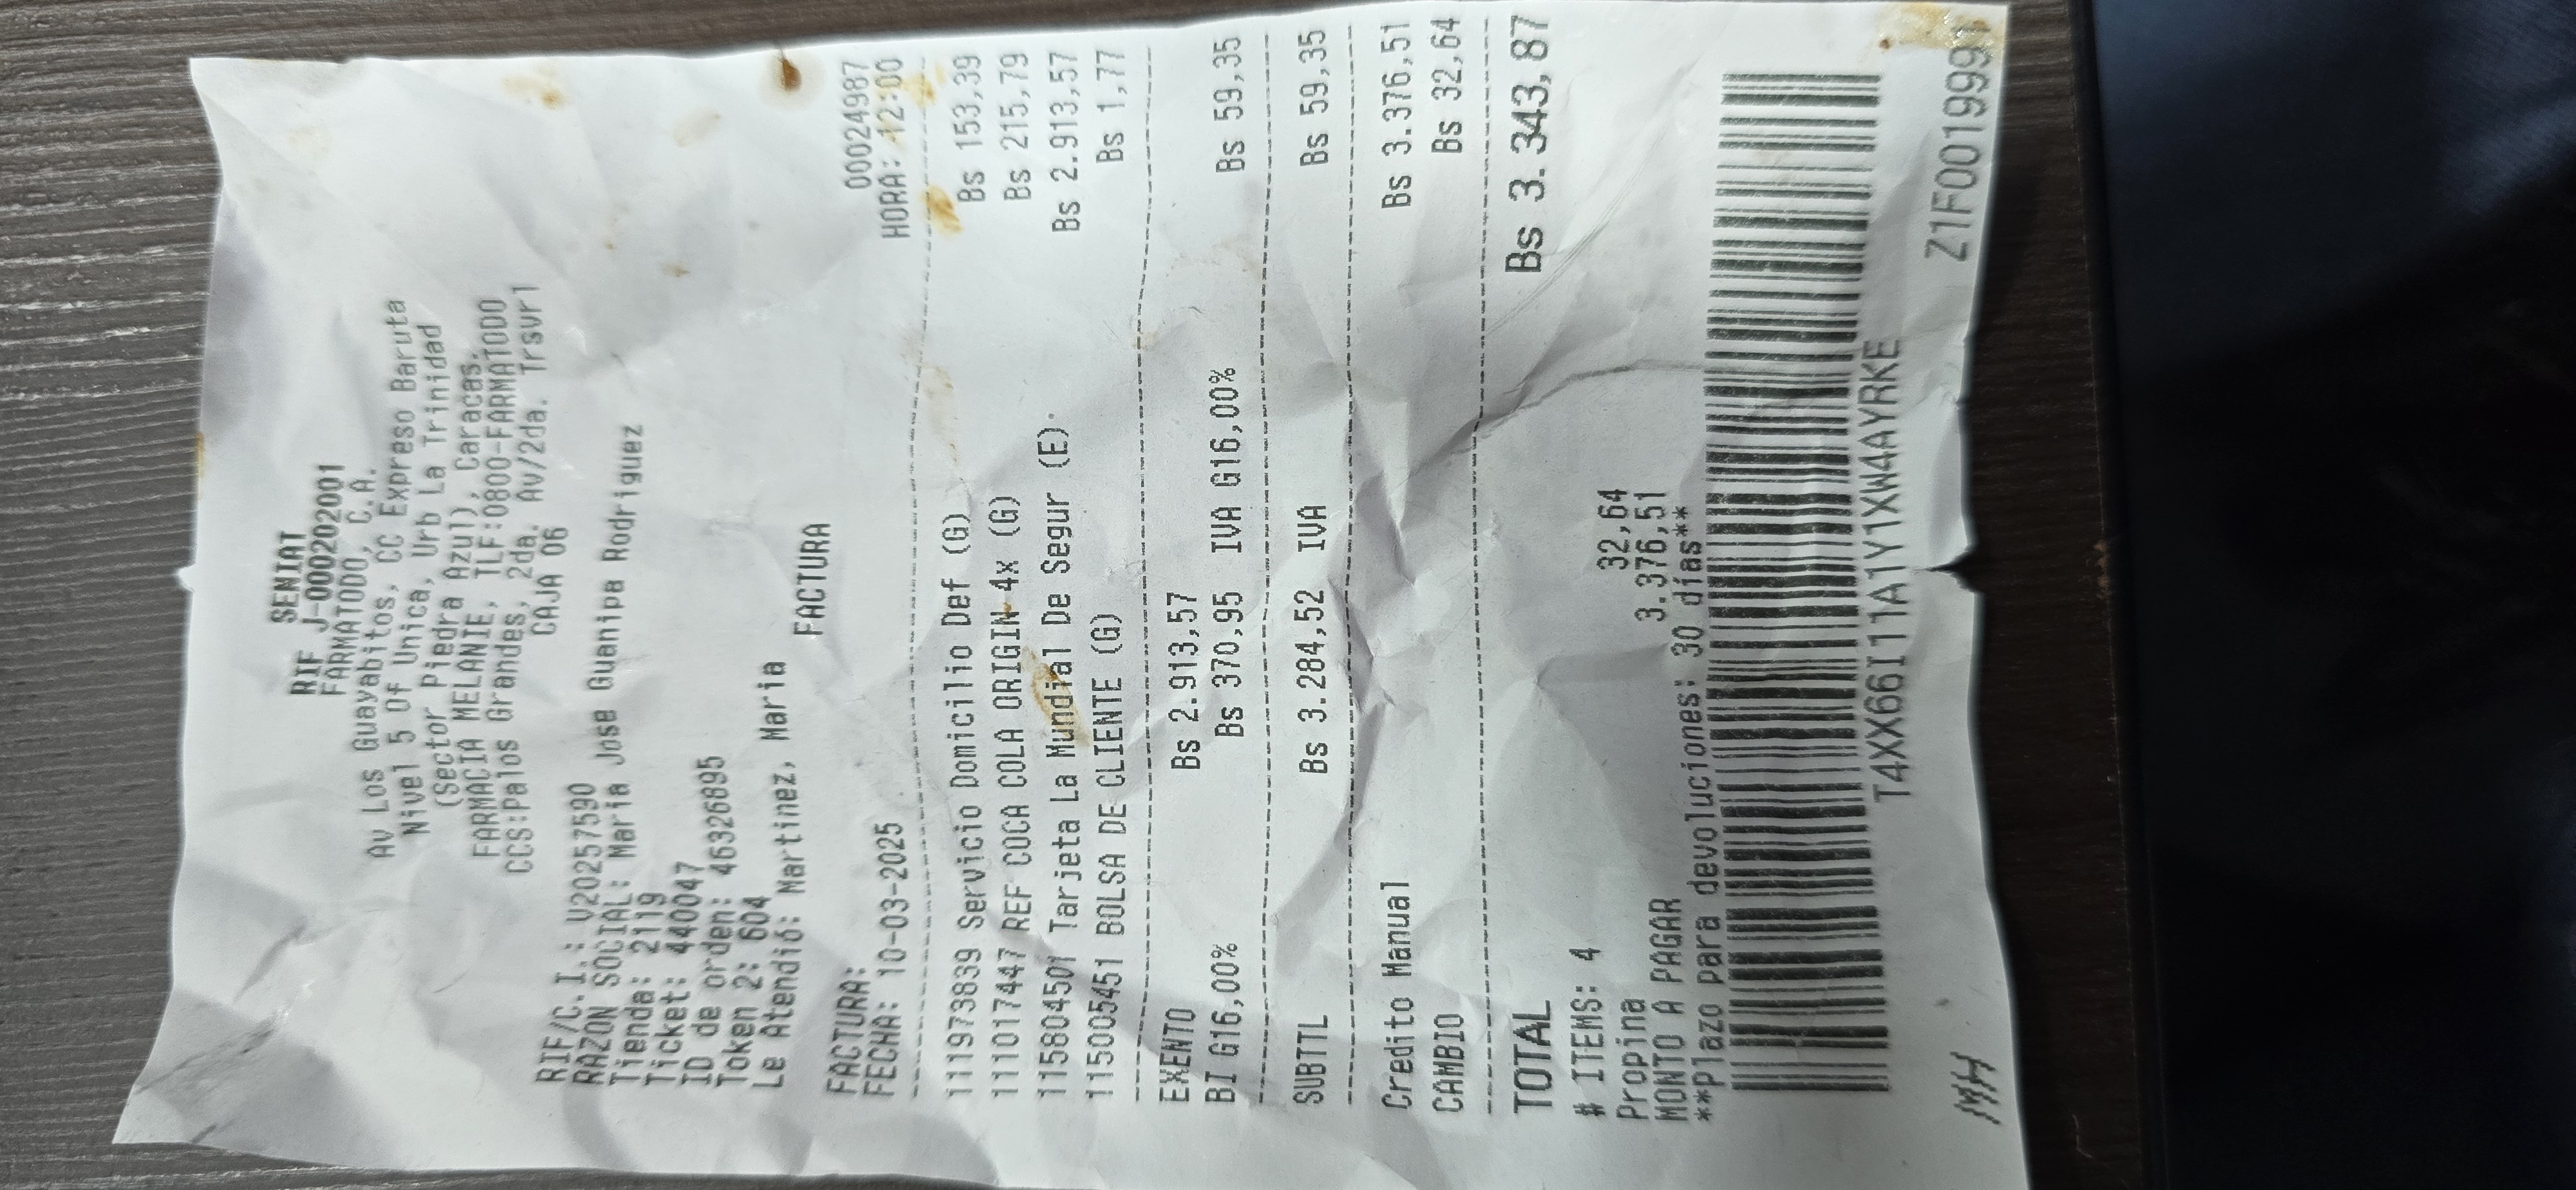 SENIAT
RIF J-000202001
FARMATODO, C.A.
Av Los Guayabitos, CC Expreso Baruta
Nivel 5 Of Unica, Urb La Trinidad
(Sector Piedra Azul), Caracas.
FARMACIA MELANIE, TLF:0800-FARMATODO
CCS:Palos Grandes, 2da. Av/2da. Trsvrl
CAJA 06
RIF/C.I.: V20257590
RAZON SOCIAL: Maria Jose Guanipa Rodriguez
Tienda: 2119
Ticket: 440047
ID de orden: 46326895
Token 2: 604
Le Atendió: Martinez, Maria
FACTURA
FACTURA: 00024987
FECHA: 10-03-2025 HORA: 12:00
111973839 Servicio Domicilio Def (G) Bs 153,39
111017447 REF COCA COLA ORIGIN 4x (G) Bs 215,79
115804501 Tarjeta La Mundial De Segur (E). Bs 2.913,57
115005451 BOLSA DE CLIENTE (G) Bs 1,77
EXENTO Bs 2.913,57
BI G16,00% Bs 370,95 IVA G16,00% Bs 59,35
SUBTTL Bs 3.284,52 IVA Bs 59,35
Credito Manual Bs 3.376,51
CAMBIO Bs 32,64
TOTAL Bs 3.343,87
# ITEMS: 4
Propina 32,64
MONTO A PAGAR 3.376,51
**Plazo para devoluciones: 30 días**
T4XX66I11A1Y1XW4AYRKE
MH Z1F0019991